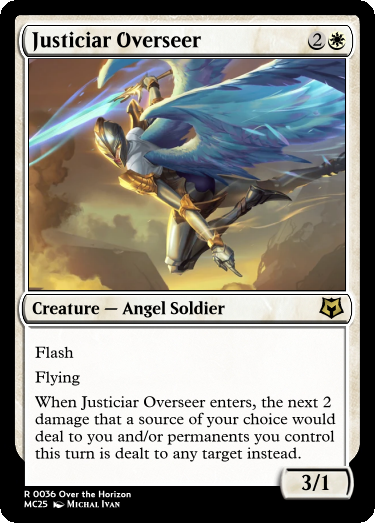 Justiciar Overseer 2
Creature — Angel Soldier
Flash
Flying
When Justiciar Overseer enters, the next 2
damage that a source of your choice would
deal to you and/or permanents you control
this turn is dealt to any target instead.
3/1
R 0036 Over the Horizon
MC25 Michal Ivan